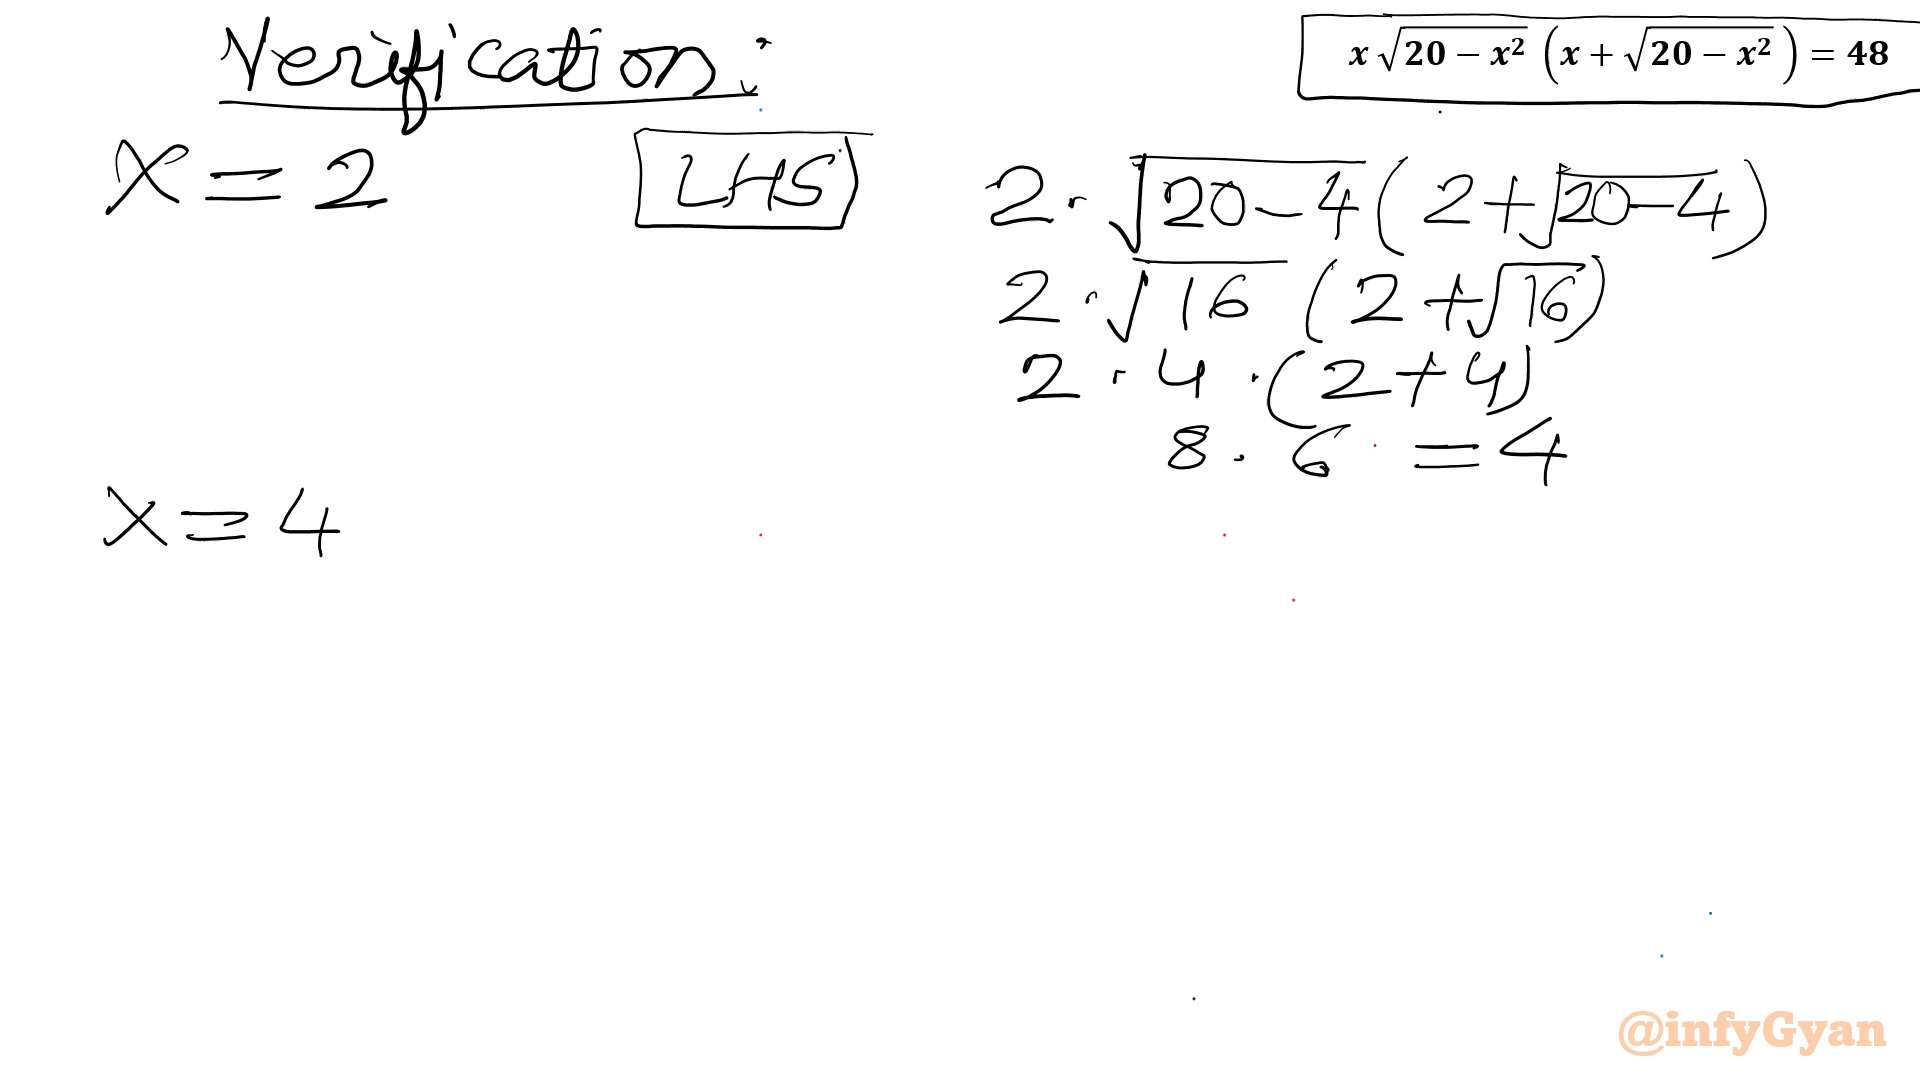 Verification:
x √20 − x² (x + √20 − x²) = 48
x = 2
LHS
2 · √20 − 4 (2 + √20 − 4)
2 · √16 (2 + √16)
2 · 4 · (2 + 4)
8 · 6 = 4
x = 4
@infyGyan